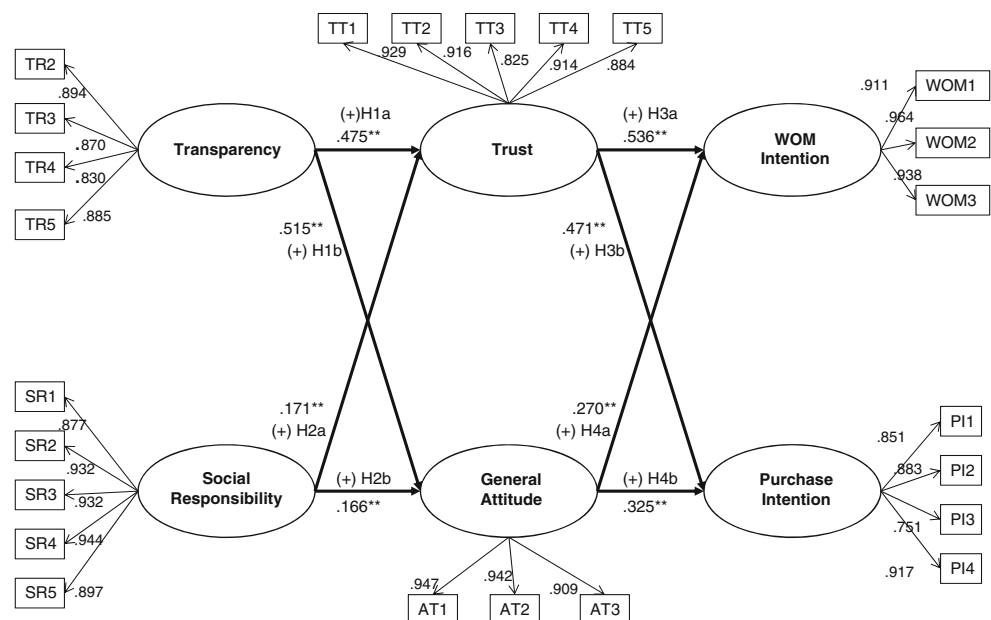 TT1 TT2 TT3 TT4 TT5
.929 .916 .825 .914 .884
TR2
.894
TR3
.870
TR4
.830
TR5
.885
Transparency
(+)H1a
.475**
Trust
(+) H3a
.536**
WOM
Intention
.911
WOM1
.964
WOM2
.938
WOM3
.515**
(+) H1b
.471**
(+) H3b
SR1
.877
SR2
.932
SR3
.932
SR4
.944
SR5
.897
Social
Responsibility
.171**
(+) H2a
(+) H2b
.166**
General
Attitude
.270**
(+) H4a
(+) H4b
.325**
Purchase
Intention
.851
PI1
.883
PI2
.751
PI3
.917
PI4
.947 .942 .909
AT1 AT2 AT3